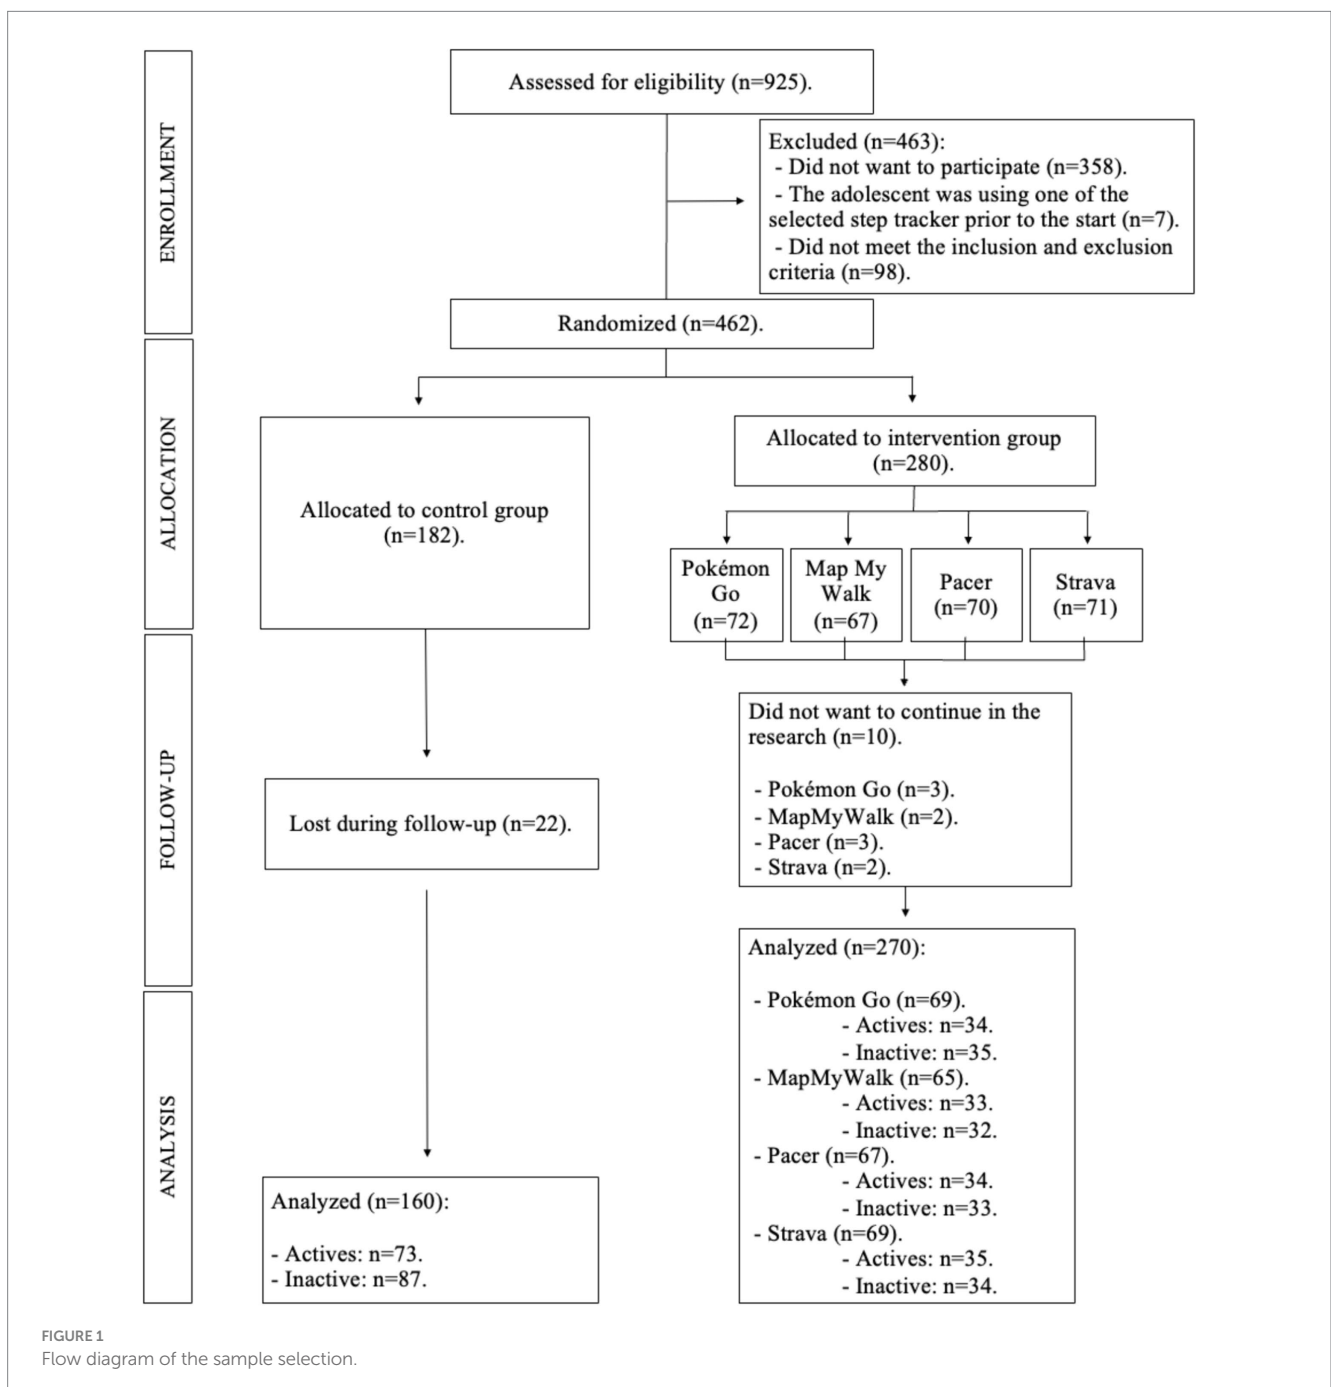 ENROLLMENT
Assessed for eligibility (n=925).
Excluded (n=463):
- Did not want to participate (n=358).
- The adolescent was using one of the
selected step tracker prior to the start (n=7).
- Did not meet the inclusion and exclusion
criteria (n=98).
Randomized (n=462).
ALLOCATION
Allocated to control group
(n=182).
Allocated to intervention group
(n=280).
Pokémon
Go
(n=72)
Map My
Walk
(n=67)
Pacer
(n=70)
Strava
(n=71)
FOLLOW-UP
Lost during follow-up (n=22).
Did not want to continue in the
research (n=10).
- Pokémon Go (n=3).
- MapMyWalk (n=2).
- Pacer (n=3).
- Strava (n=2).
ANALYSIS
Analyzed (n=160):
- Actives: n=73.
- Inactive: n=87.
Analyzed (n=270):
- Pokémon Go (n=69).
- Actives: n=34.
- Inactive: n=35.
- MapMyWalk (n=65).
- Actives: n=33.
- Inactive: n=32.
- Pacer (n=67).
- Actives: n=34.
- Inactive: n=33.
- Strava (n=69).
- Actives: n=35.
- Inactive: n=34.
FIGURE 1
Flow diagram of the sample selection.